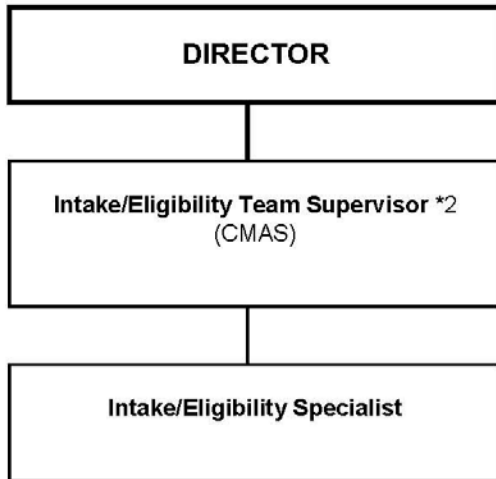 DIRECTOR
Intake/Eligibility Team Supervisor *2
(CMAS)
Intake/Eligibility Specialist